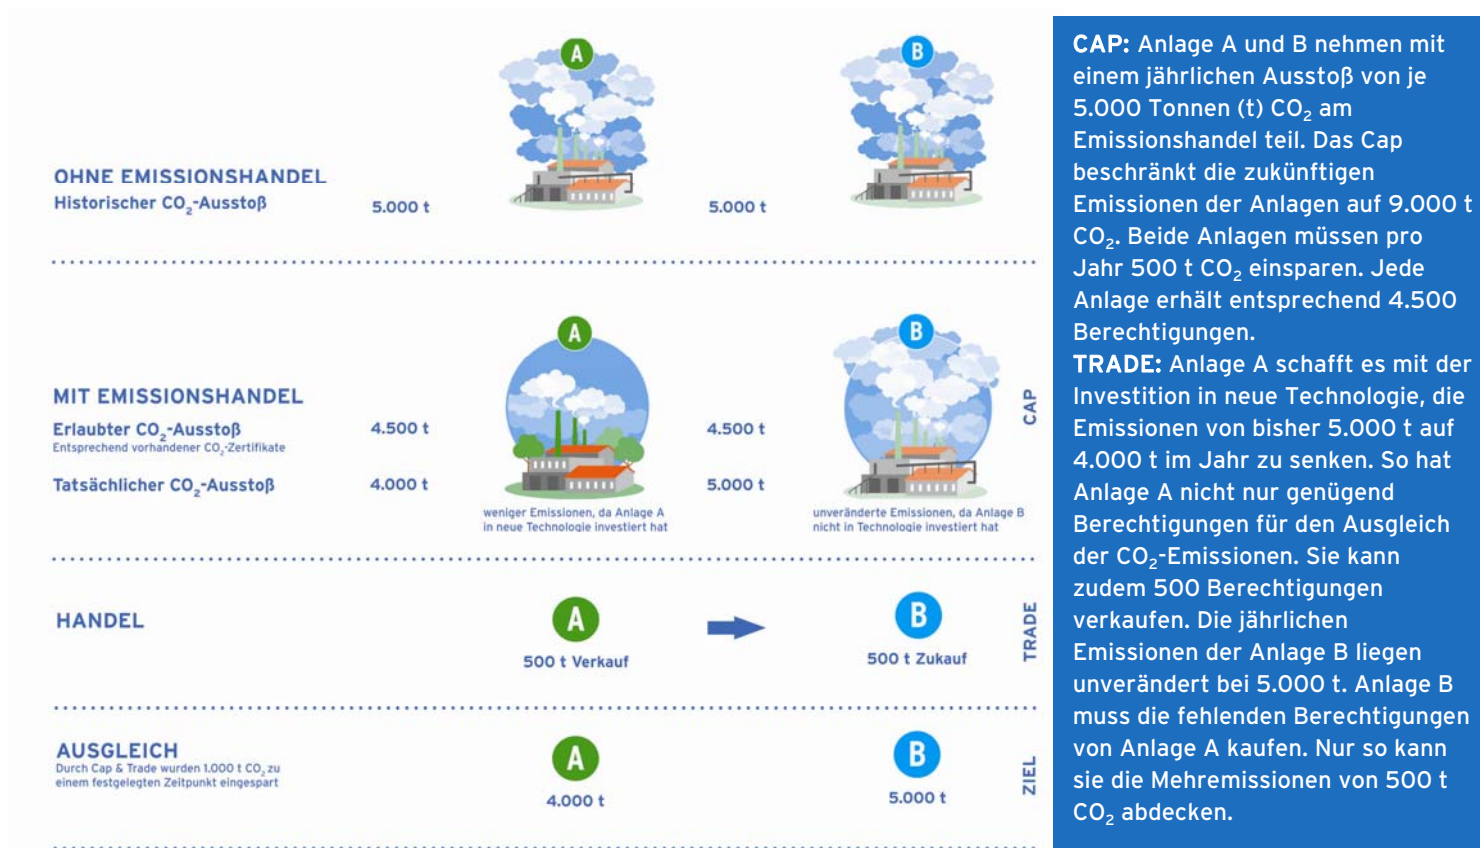 A
B
OHNE EMISSIONSHANDEL
Historischer CO₂-Ausstoß
5.000 t
5.000 t
A
B
MIT EMISSIONSHANDEL
Erlaubter CO₂-Ausstoß
Entsprechend vorhandener CO₂-Zertifikate
4.500 t
4.500 t
Tatsächlicher CO₂-Ausstoß
4.000 t
5.000 t
weniger Emissionen, da Anlage A
in neue Technologie investiert hat
unveränderte Emissionen, da Anlage B
nicht in Technologie investiert hat
CAP
HANDEL
A
500 t Verkauf
B
500 t Zukauf
TRADE
AUSGLEICH
Durch Cap & Trade wurden 1.000 t CO₂ zu
einem festgelegten Zeitpunkt eingespart
A
4.000 t
B
5.000 t
ZIEL
CAP: Anlage A und B nehmen mit
einem jährlichen Ausstoß von je
5.000 Tonnen (t) CO₂ am
Emissionshandel teil. Das Cap
beschränkt die zukünftigen
Emissionen der Anlagen auf 9.000 t
CO₂. Beide Anlagen müssen pro
Jahr 500 t CO₂ einsparen. Jede
Anlage erhält entsprechend 4.500
Berechtigungen.
TRADE: Anlage A schafft es mit der
Investition in neue Technologie, die
Emissionen von bisher 5.000 t auf
4.000 t im Jahr zu senken. So hat
Anlage A nicht nur genügend
Berechtigungen für den Ausgleich
der CO₂-Emissionen. Sie kann
zudem 500 Berechtigungen
verkaufen. Die jährlichen
Emissionen der Anlage B liegen
unverändert bei 5.000 t. Anlage B
muss die fehlenden Berechtigungen
von Anlage A kaufen. Nur so kann
sie die Mehremissionen von 500 t
CO₂ abdecken.